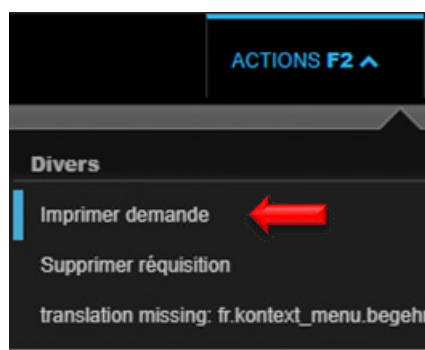 ACTIONS F2
Divers
Imprimer demande
Supprimer réquisition
translation missing: fr.kontext_menu.begeh